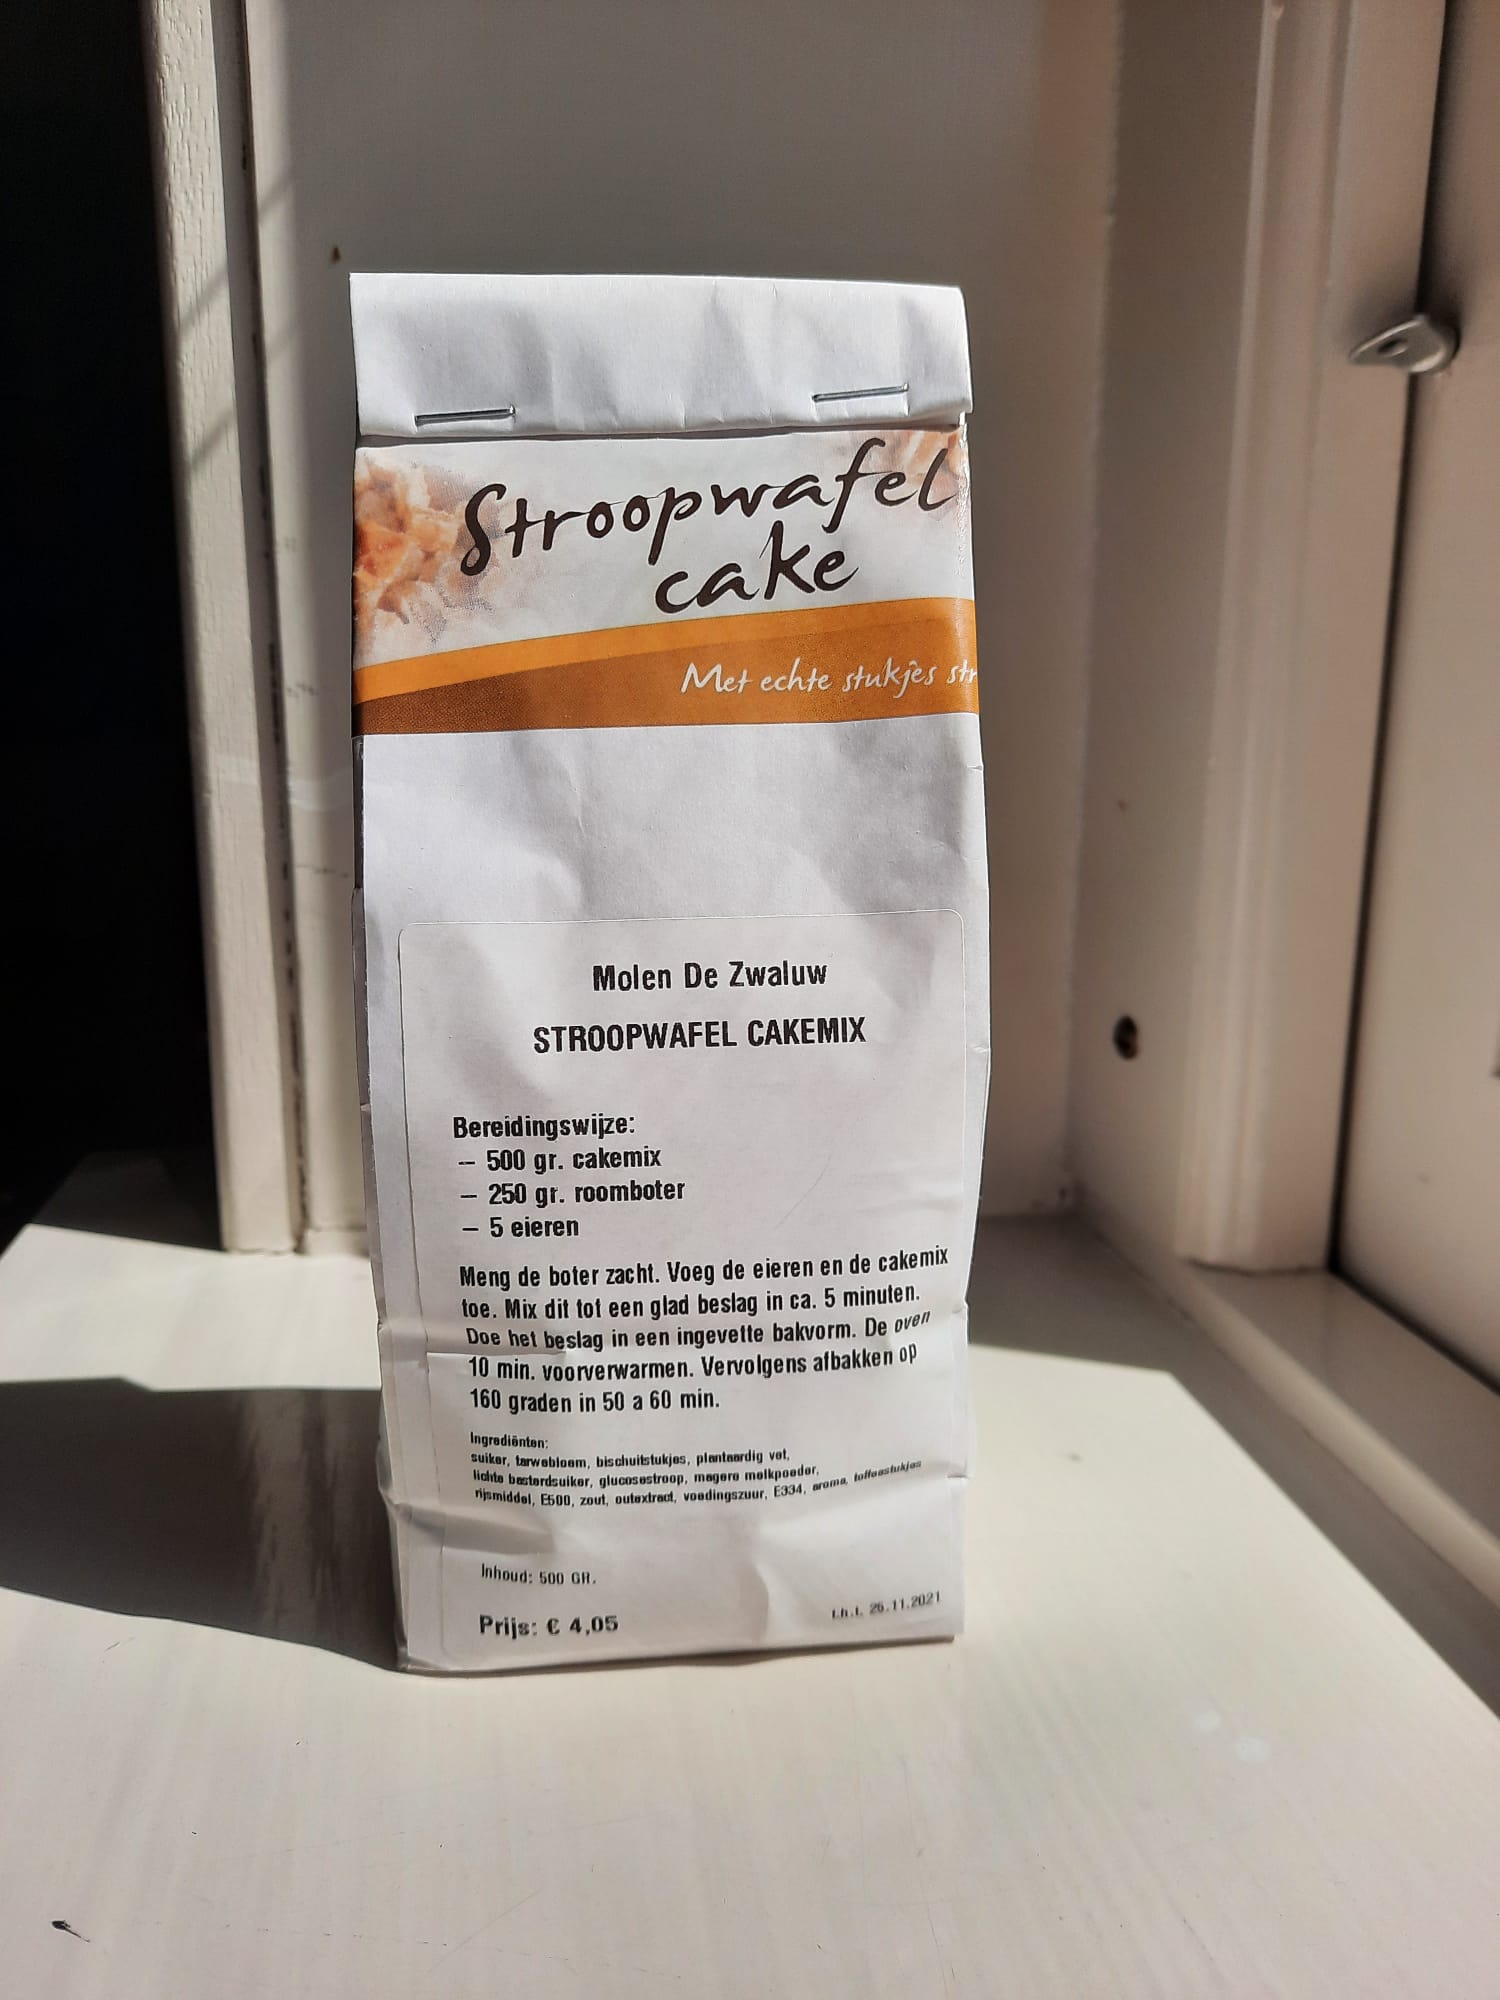 Stroopwafel
cake
Met echte stukjes
Molen De Zwaluw
STROOPWAFEL CAKEMIX
Bereidingswijze:
– 500 gr. cakemix
– 250 gr. roomboter
– 5 eieren
Meng de boter zacht. Voeg de eieren en de cakemix
toe. Mix dit tot een glad beslag in ca. 5 minuten.
Doe het beslag in een ingevette bakvorm. De oven
10 min. voorverwarmen. Vervolgens afbakken op
160 graden in 50 a 60 min.
Ingrediënten:
suiker, tarwebloem, bischuitstukjes, plantaardig vet,
lichte basterdsuiker, glucosestroop, magere melkpoeder,
rijsmiddel, E500, zout, outextract, voedingszuur, E334, aroma, toffeestukjes
Inhoud: 500 GR.
Prijs: € 4,05
t.h.t. 26.11.2021